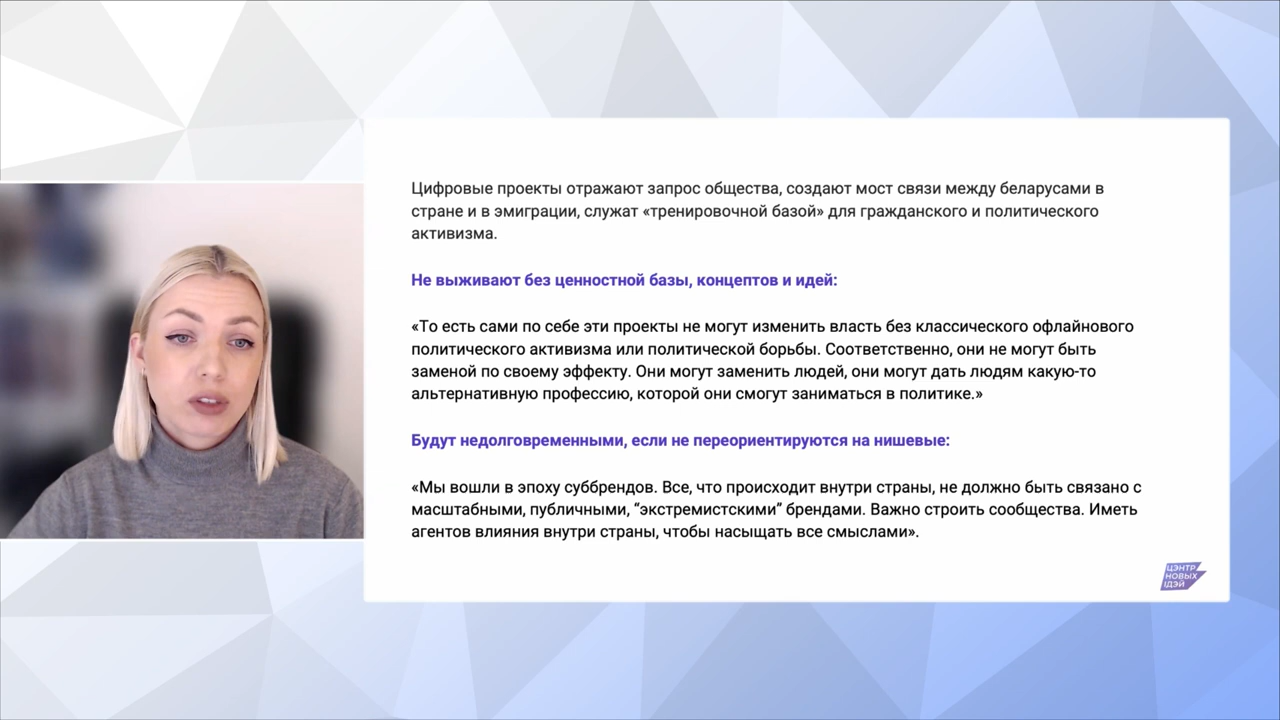 Цифровые проекты отражают запрос общества, создают мост связи между беларусами в
стране и в эмиграции, служат «тренировочной базой» для гражданского и политического
активизма.
Не выживают без ценностной базы, концептов и идей:
«То есть сами по себе эти проекты не могут изменить власть без классического офлайнового
политического активизма или политической борьбы. Соответственно, они не могут быть
заменой по своему эффекту. Они могут заменить людей, они могут дать людям какую-то
альтернативную профессию, которой они смогут заниматься в политике.»
Будут недолговременными, если не переориентируются на нишевые:
«Мы вошли в эпоху суббрендов. Все, что происходит внутри страны, не должно быть связано с
масштабными, публичными, “экстремистскими” брендами. Важно строить сообщества. Иметь
агентов влияния внутри страны, чтобы насыщать все смыслами».
ЦЭНТР
НОВЫХ
ІДЭЙ